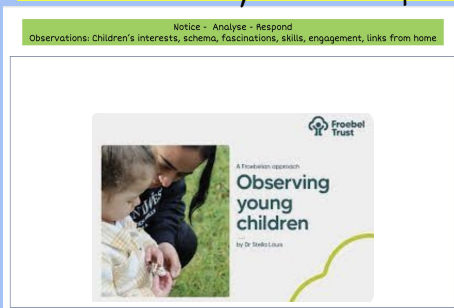 Notice - Analyse - Respond
Observations: Children's interests, schema, fascinations, skills, engagement, links from home
Froebel
Trust
A Froebelian approach
Observing
young
children
by Dr Stella Louis